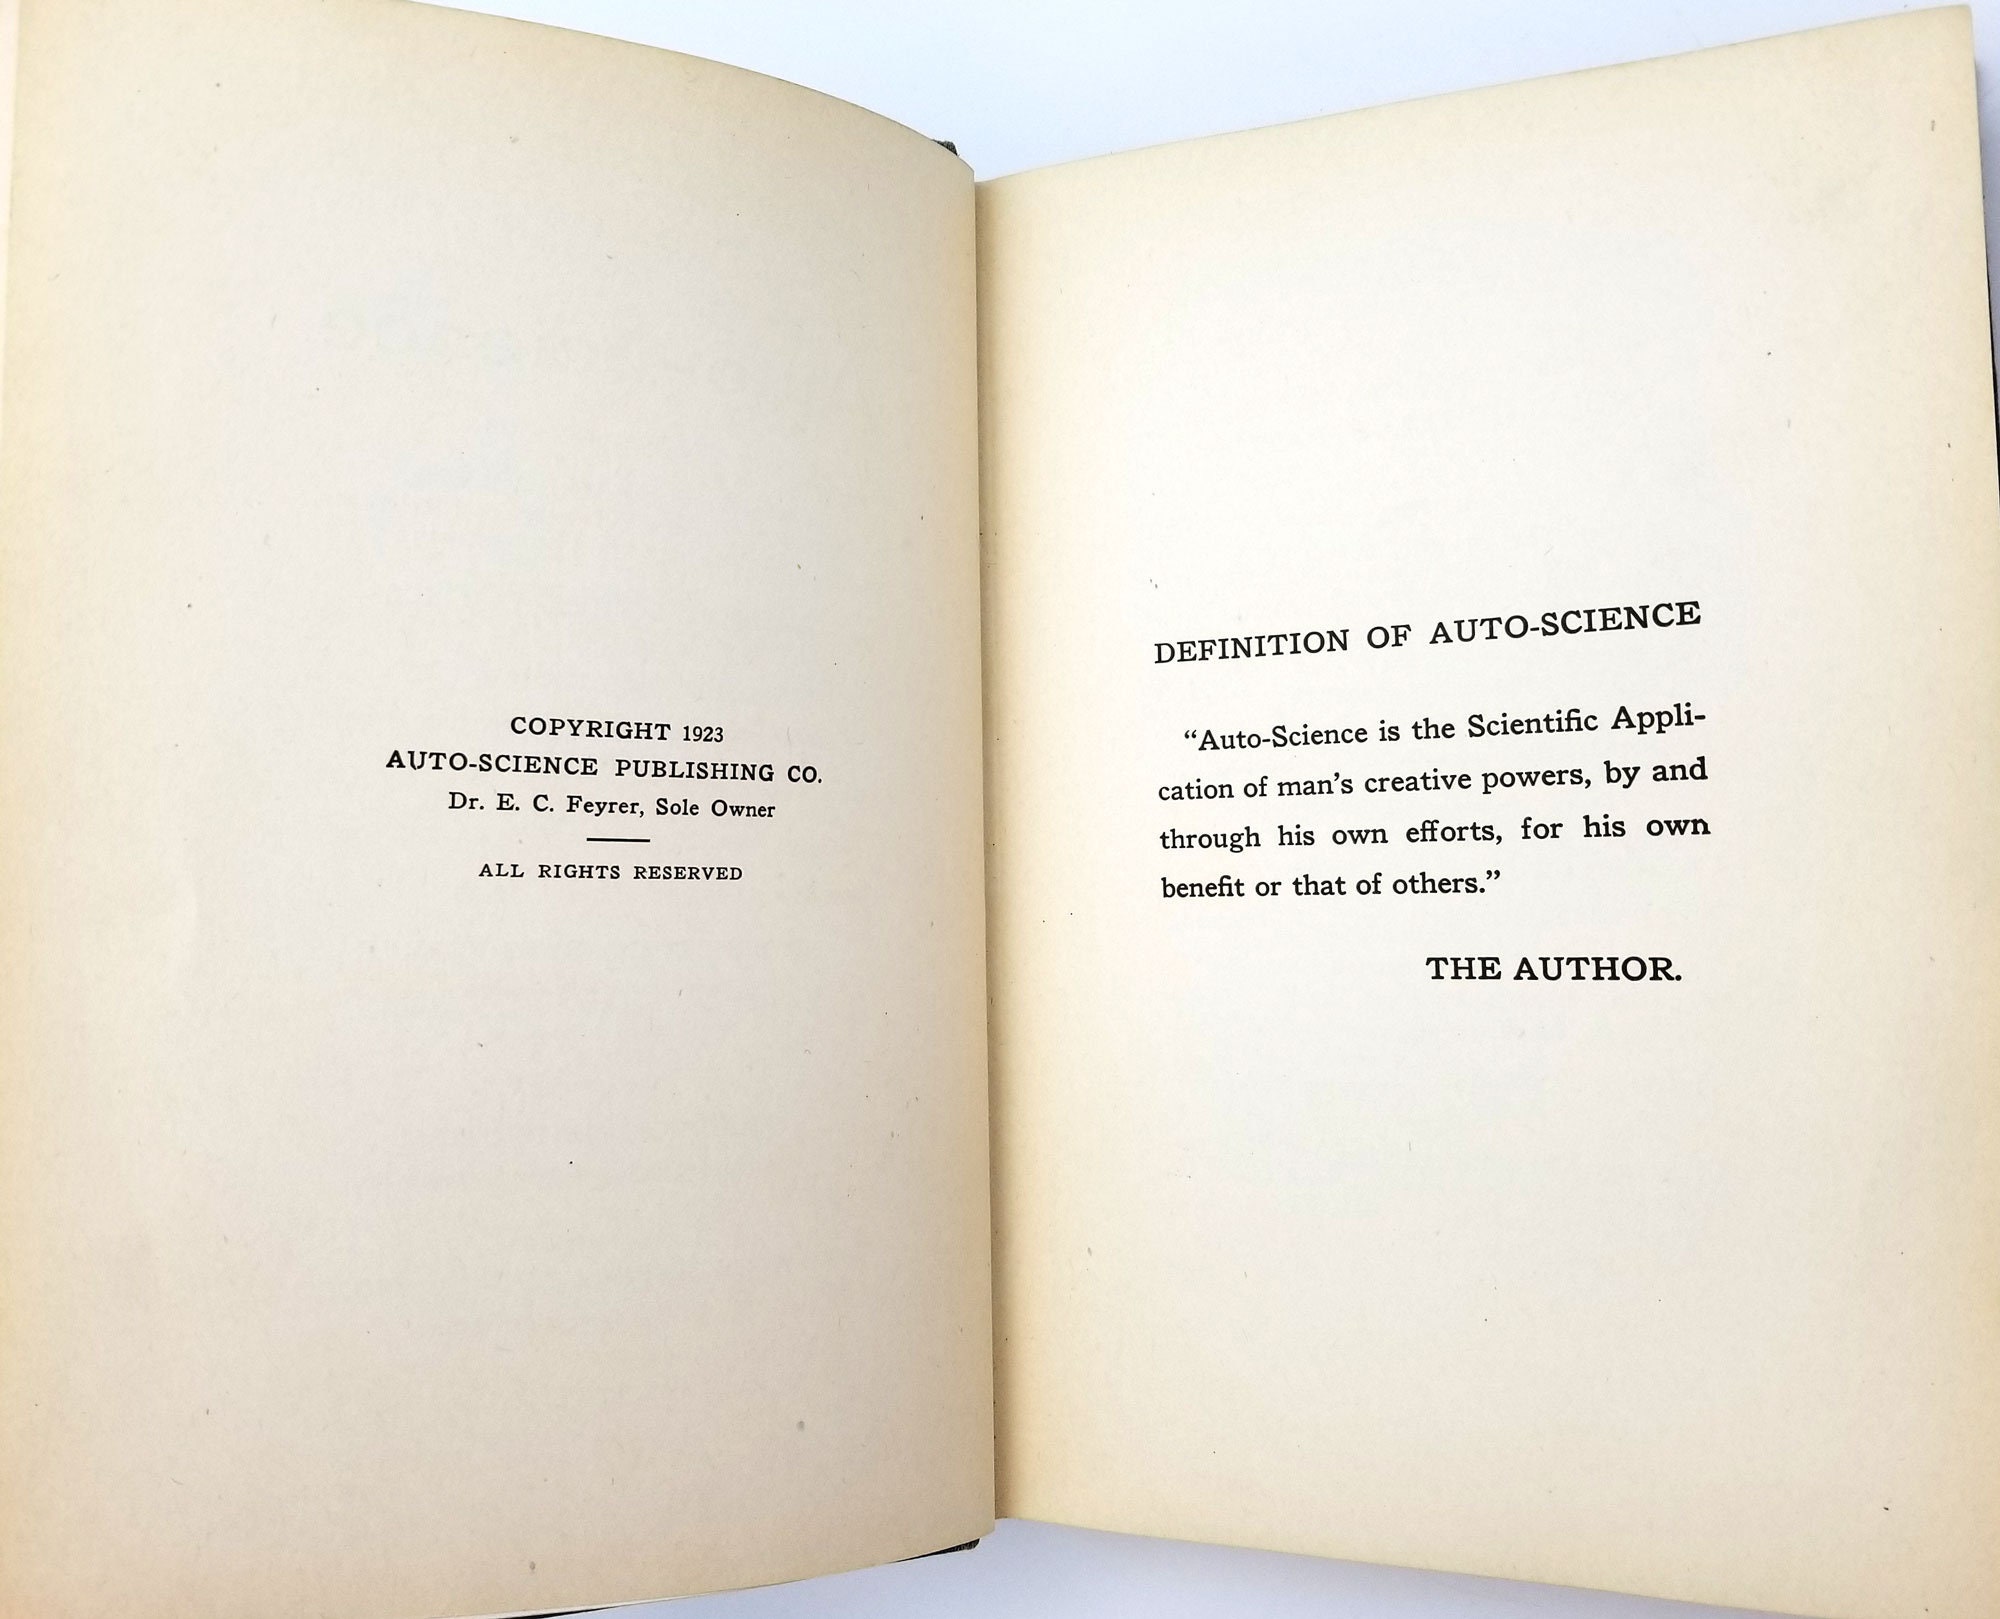 COPYRIGHT 1923
AUTO-SCIENCE PUBLISHING CO.
Dr. E. C. Feyrer, Sole Owner
ALL RIGHTS RESERVED
DEFINITION OF AUTO-SCIENCE
“Auto-Science is the Scientific Appli-
cation of man’s creative powers, by and
through his own efforts, for his own
benefit or that of others.”
THE AUTHOR.